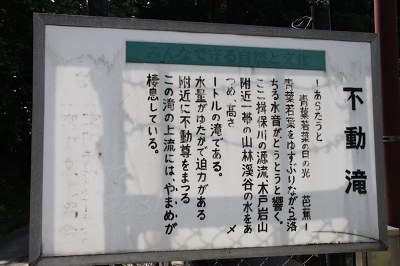 みんなで守る自然と文化
不動滝
－あらたうと
青葉若葉の日の光　芭蕉－
青葉若葉をゆすぶりながら落
ちる水音がとうとうと響く。
ここ揖保川の源流、木戸岩山
附近一帯の山林渓谷の水をあ
つめ、高さ　　メ
ートルの滝である。
水量がゆたかで迫力がある
附近に不動尊をまつる
この滝の上流には、やまめが
棲息している。